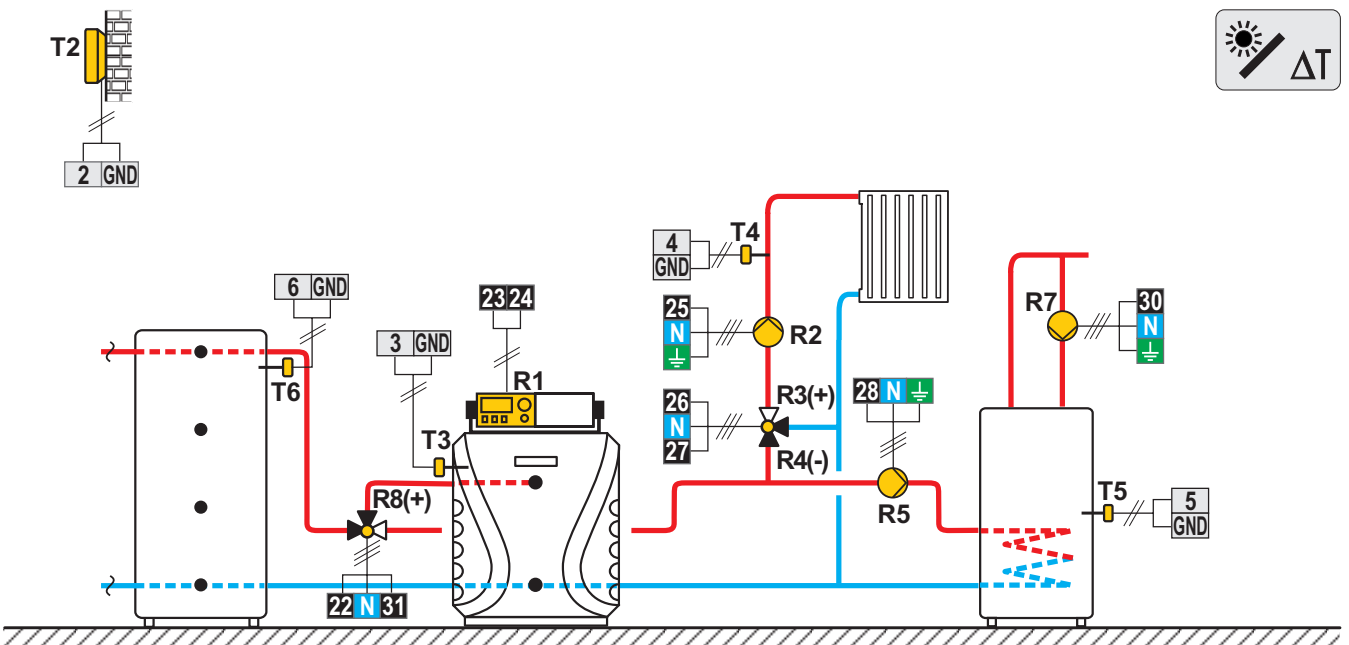 T2
2 GND
ΔT
4
GND
T4
25
N
R2
26
N
27
R3(+)
R4(-)
28 N
R5
R7
30
N
6 GND
T6
3 GND
T3
23 24
R1
R8(+)
22 N 31
T5
5
GND